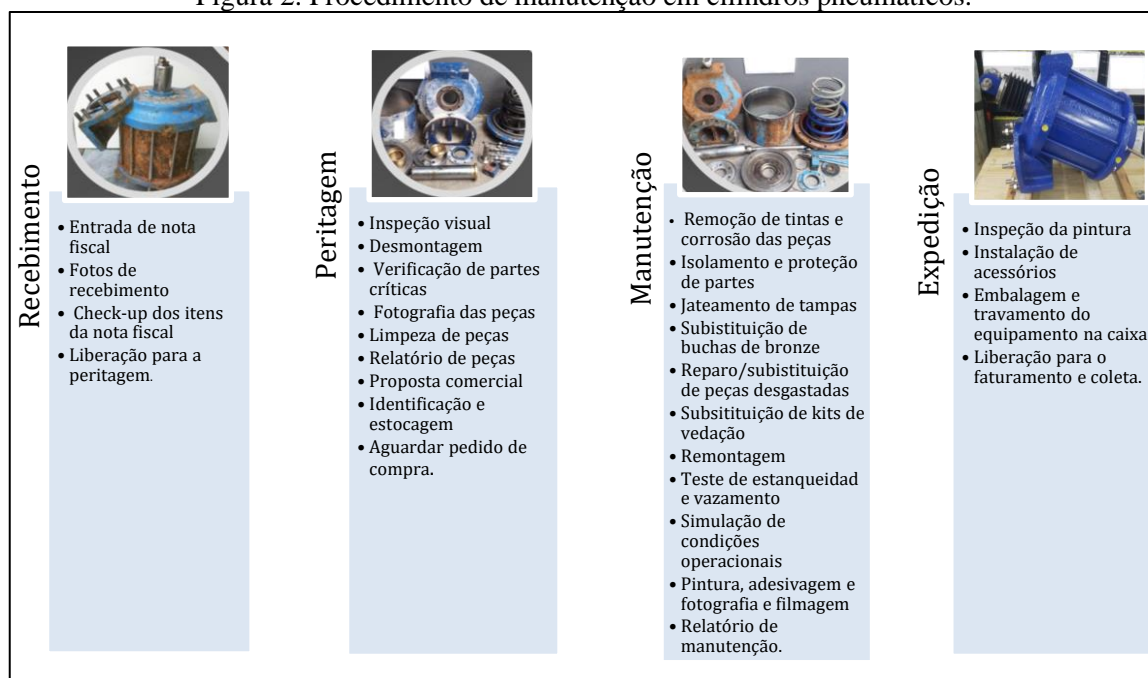 Figura 2: Procedimento de manutenção em cilindros pneumáticos.
Recebimento
• Entrada de nota
fiscal
• Fotos de
recebimento
• Check-up dos itens
da nota fiscal
• Liberação para a
peritagem.
Peritagem
• Inspeção visual
• Desmontagem
• Verificação de partes
críticas
• Fotografia das peças
• Limpeza de peças
• Relatório de peças
• Proposta comercial
• Identificação e
estocagem
• Aguardar pedido de
compra.
Manutenção
• Remoção de tintas e
corrosão das peças
• Isolamento e proteção
de partes
• Jateamento de tampas
• Subistituição de
buchas de bronze
• Reparo/subistituição
de peças desgastadas
• Subsitituição de kits de
vedação
• Remontagem
• Teste de estanqueidad
e vazamento
• Simulação de
condições
operacionais
• Pintura, adesivagem e
fotografia e filmagem
• Relatório de
manutenção.
Expedição
• Inspeção da pintura
• Instalação de
acessórios
• Embalagem e
travamento do
equipamento na caixa
• Liberação para o
faturamento e coleta.